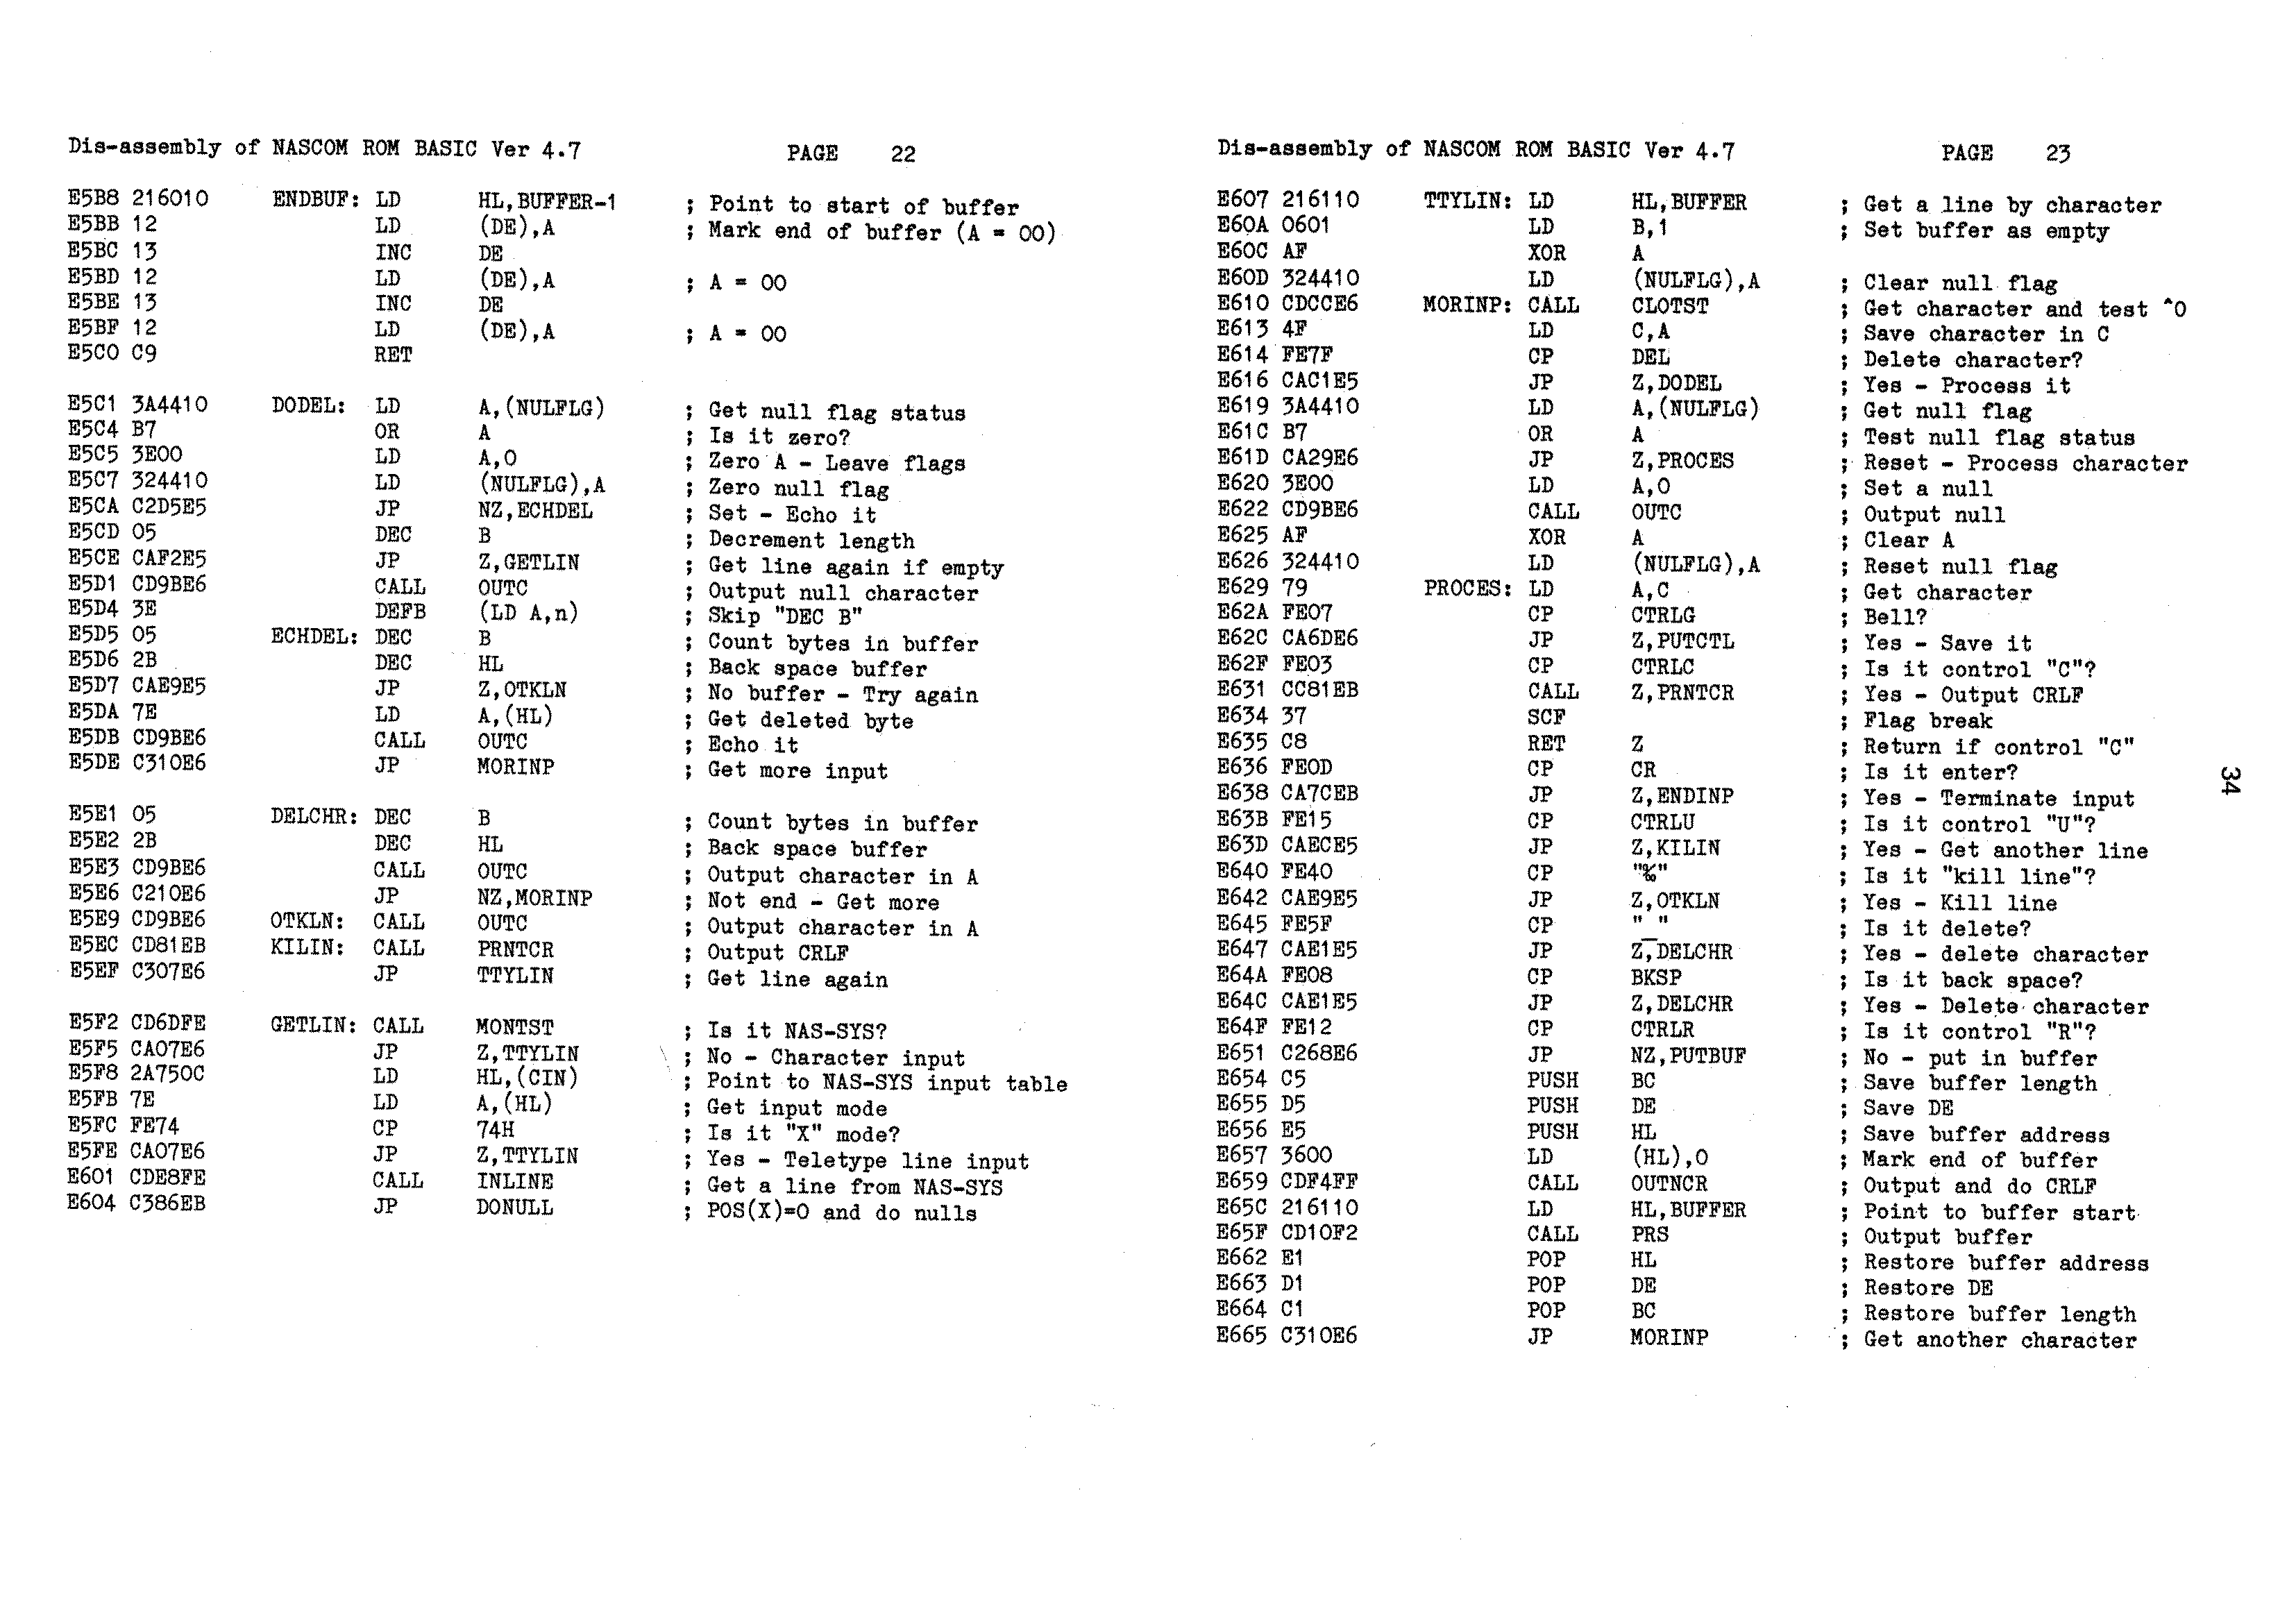 Dis-assembly of NASCOM ROM BASIC Ver 4.7 PAGE 22
E5B8 216010 ENDBUF: LD HL,BUFFER-1 ; Point to start of buffer
E5BB 12 LD (DE),A ; Mark end of buffer (A = 00)
E5BC 13 INC DE
E5BD 12 LD (DE),A ; A = 00
E5BE 13 INC DE
E5BF 12 LD (DE),A ; A = 00
E5C0 C9 RET
E5C1 3A4410 DODEL: LD A,(NULFLG) ; Get null flag status
E5C4 B7 OR A ; Is it zero?
E5C5 3E00 LD A,0 ; Zero A - Leave flags
E5C7 324410 LD (NULFLG),A ; Zero null flag
E5CA C2D5E5 JP NZ,ECHDEL ; Set - Echo it
E5CD 05 DEC B ; Decrement length
E5CE CAF2E5 JP Z,GETLIN ; Get line again if empty
E5D1 CD9BE6 CALL OUTC ; Output null character
E5D4 3E DEFB (LD A,n) ; Skip "DEC B"
E5D5 05 ECHDEL: DEC B ; Count bytes in buffer
E5D6 2B DEC HL ; Back space buffer
E5D7 CAE9E5 JP Z,OTKLN ; No buffer - Try again
E5DA 7E LD A,(HL) ; Get deleted byte
E5DB CD9BE6 CALL OUTC ; Echo it
E5DE C310E6 JP MORINP ; Get more input
E5E1 05 DELCHR: DEC B ; Count bytes in buffer
E5E2 2B DEC HL ; Back space buffer
E5E3 CD9BE6 CALL OUTC ; Output character in A
E5E6 C210E6 JP NZ,MORINP ; Not end - Get more
E5E9 CD9BE6 OTKLN: CALL OUTC ; Output character in A
E5EC CD81EB KILIN: CALL PRNTCR ; Output CRLF
E5EF C307E6 JP TTYLIN ; Get line again
E5F2 CD6DFE GETLIN: CALL MONTST ; Is it NAS-SYS?
E5F5 CA07E6 JP Z,TTYLIN ; No - Character input
E5F8 2A750C LD HL,(CIN) ; Point to NAS-SYS input table
E5FB 7E LD A,(HL) ; Get input mode
E5FC FE74 CP 74H ; Is it "X" mode?
E5FE CA07E6 JP Z,TTYLIN ; Yes - Teletype line input
E601 CDE8FE CALL INLINE ; Get a line from NAS-SYS
E604 C386EB JP DONULL ; POS(X)=0 and do nulls
Dis-assembly of NASCOM ROM BASIC Ver 4.7 PAGE 23
E607 216110 TTYLIN: LD HL,BUFFER ; Get a line by character
E60A 0601 LD B,1 ; Set buffer as empty
E60C AF XOR A
E60D 324410 LD (NULFLG),A ; Clear null flag
E610 CDCCE6 MORINP: CALL CLOTST ; Get character and test ^O
E613 4F LD C,A ; Save character in C
E614 FE7F CP DEL ; Delete character?
E616 CAC1E5 JP Z,DODEL ; Yes - Process it
E619 3A4410 LD A,(NULFLG) ; Get null flag
E61C B7 OR A ; Test null flag status
E61D CA29E6 JP Z,PROCES ; Reset - Process character
E620 3E00 LD A,0 ; Set a null
E622 CD9BE6 CALL OUTC ; Output null
E625 AF XOR A ; Clear A
E626 324410 LD (NULFLG),A ; Reset null flag
E629 79 PROCES: LD A,C ; Get character
E62A FE07 CP CTRLG ; Bell?
E62C CA6DE6 JP Z,PUTCTL ; Yes - Save it
E62F FE03 CP CTRLC ; Is it control "C"?
E631 CC81EB CALL Z,PRNTCR ; Yes - Output CRLF
E634 37 SCF ; Flag break
E635 C8 RET Z ; Return if control "C"
E636 FE0D CP CR ; Is it enter?
E638 CA7CEB JP Z,ENDINP ; Yes - Terminate input
E63B FE15 CP CTRLU ; Is it control "U"?
E63D CAECE5 JP Z,KILIN ; Yes - Get another line
E640 FE40 CP "%" ; Is it "kill line"?
E642 CAE9E5 JP Z,OTKLN ; Yes - Kill line
E645 FE5F CP "_" ; Is it delete?
E647 CAE1E5 JP Z,DELCHR ; Yes - delete character
E64A FE08 CP BKSP ; Is it back space?
E64C CAE1E5 JP Z,DELCHR ; Yes - Delete character
E64F FE12 CP CTRLR ; Is it control "R"?
E651 C268E6 JP NZ,PUTBUF ; No - put in buffer
E654 C5 PUSH BC ; Save buffer length
E655 D5 PUSH DE ; Save DE
E656 E5 PUSH HL ; Save buffer address
E657 3600 LD (HL),0 ; Mark end of buffer
E659 CDF4FF CALL OUTNCR ; Output and do CRLF
E65C 216110 LD HL,BUFFER ; Point to buffer start
E65F CD10F2 CALL PRS ; Output buffer
E662 E1 POP HL ; Restore buffer address
E663 D1 POP DE ; Restore DE
E664 C1 POP BC ; Restore buffer length
E665 C310E6 JP MORINP ; Get another character
34